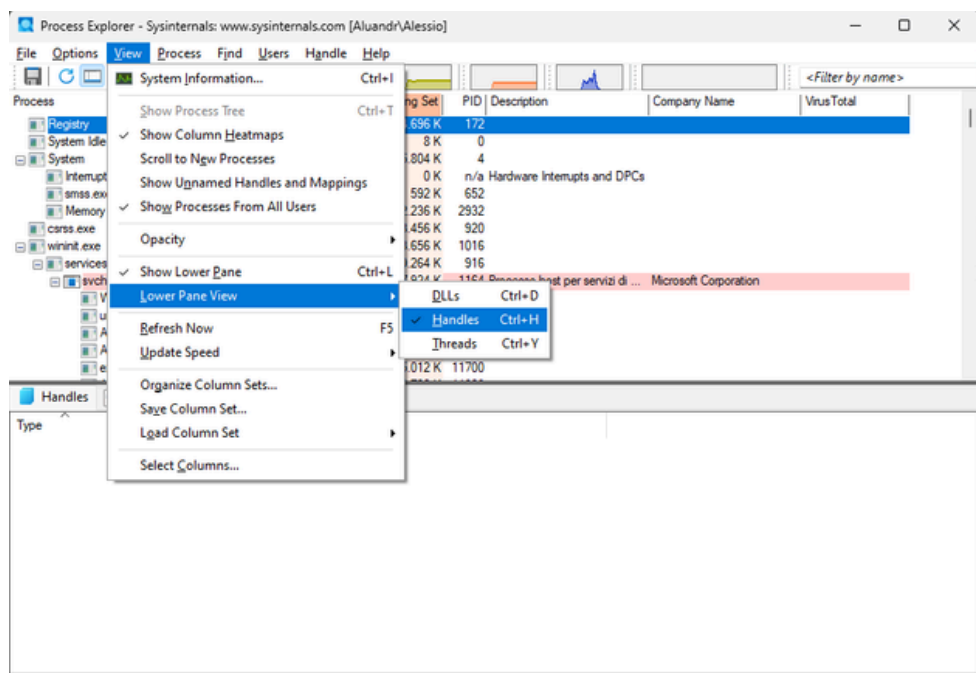 Process Explorer - Sysinternals: www.sysinternals.com [Aluandr\Alessio]
File Options View Process Find Users Handle Help
<Filter by name>
Process ng Set PID Description Company Name VirusTotal
System Information... Ctrl+I
Show Process Tree Ctrl+T
Show Column Heatmaps
Scroll to New Processes
Show Unnamed Handles and Mappings
Show Processes From All Users
Opacity
Show Lower Pane Ctrl+L
Lower Pane View
Refresh Now F5
Update Speed
Organize Column Sets...
Save Column Set...
Load Column Set
Select Columns...
DLLs Ctrl+D
Handles Ctrl+H
Threads Ctrl+Y
Registry .696 K 172
System Idle 8 K 0
System .804 K 4
Interrupt 0 K n/a Hardware Interrupts and DPCs
smss.exe 592 K 652
Memory .236 K 2932
csrss.exe .456 K 920
wininit.exe .656 K 1016
services .264 K 916
svch .924 K 1164 Processo host per servizi di ... Microsoft Corporation
W
u
A
A
e .012 K 11700
Handles
Type